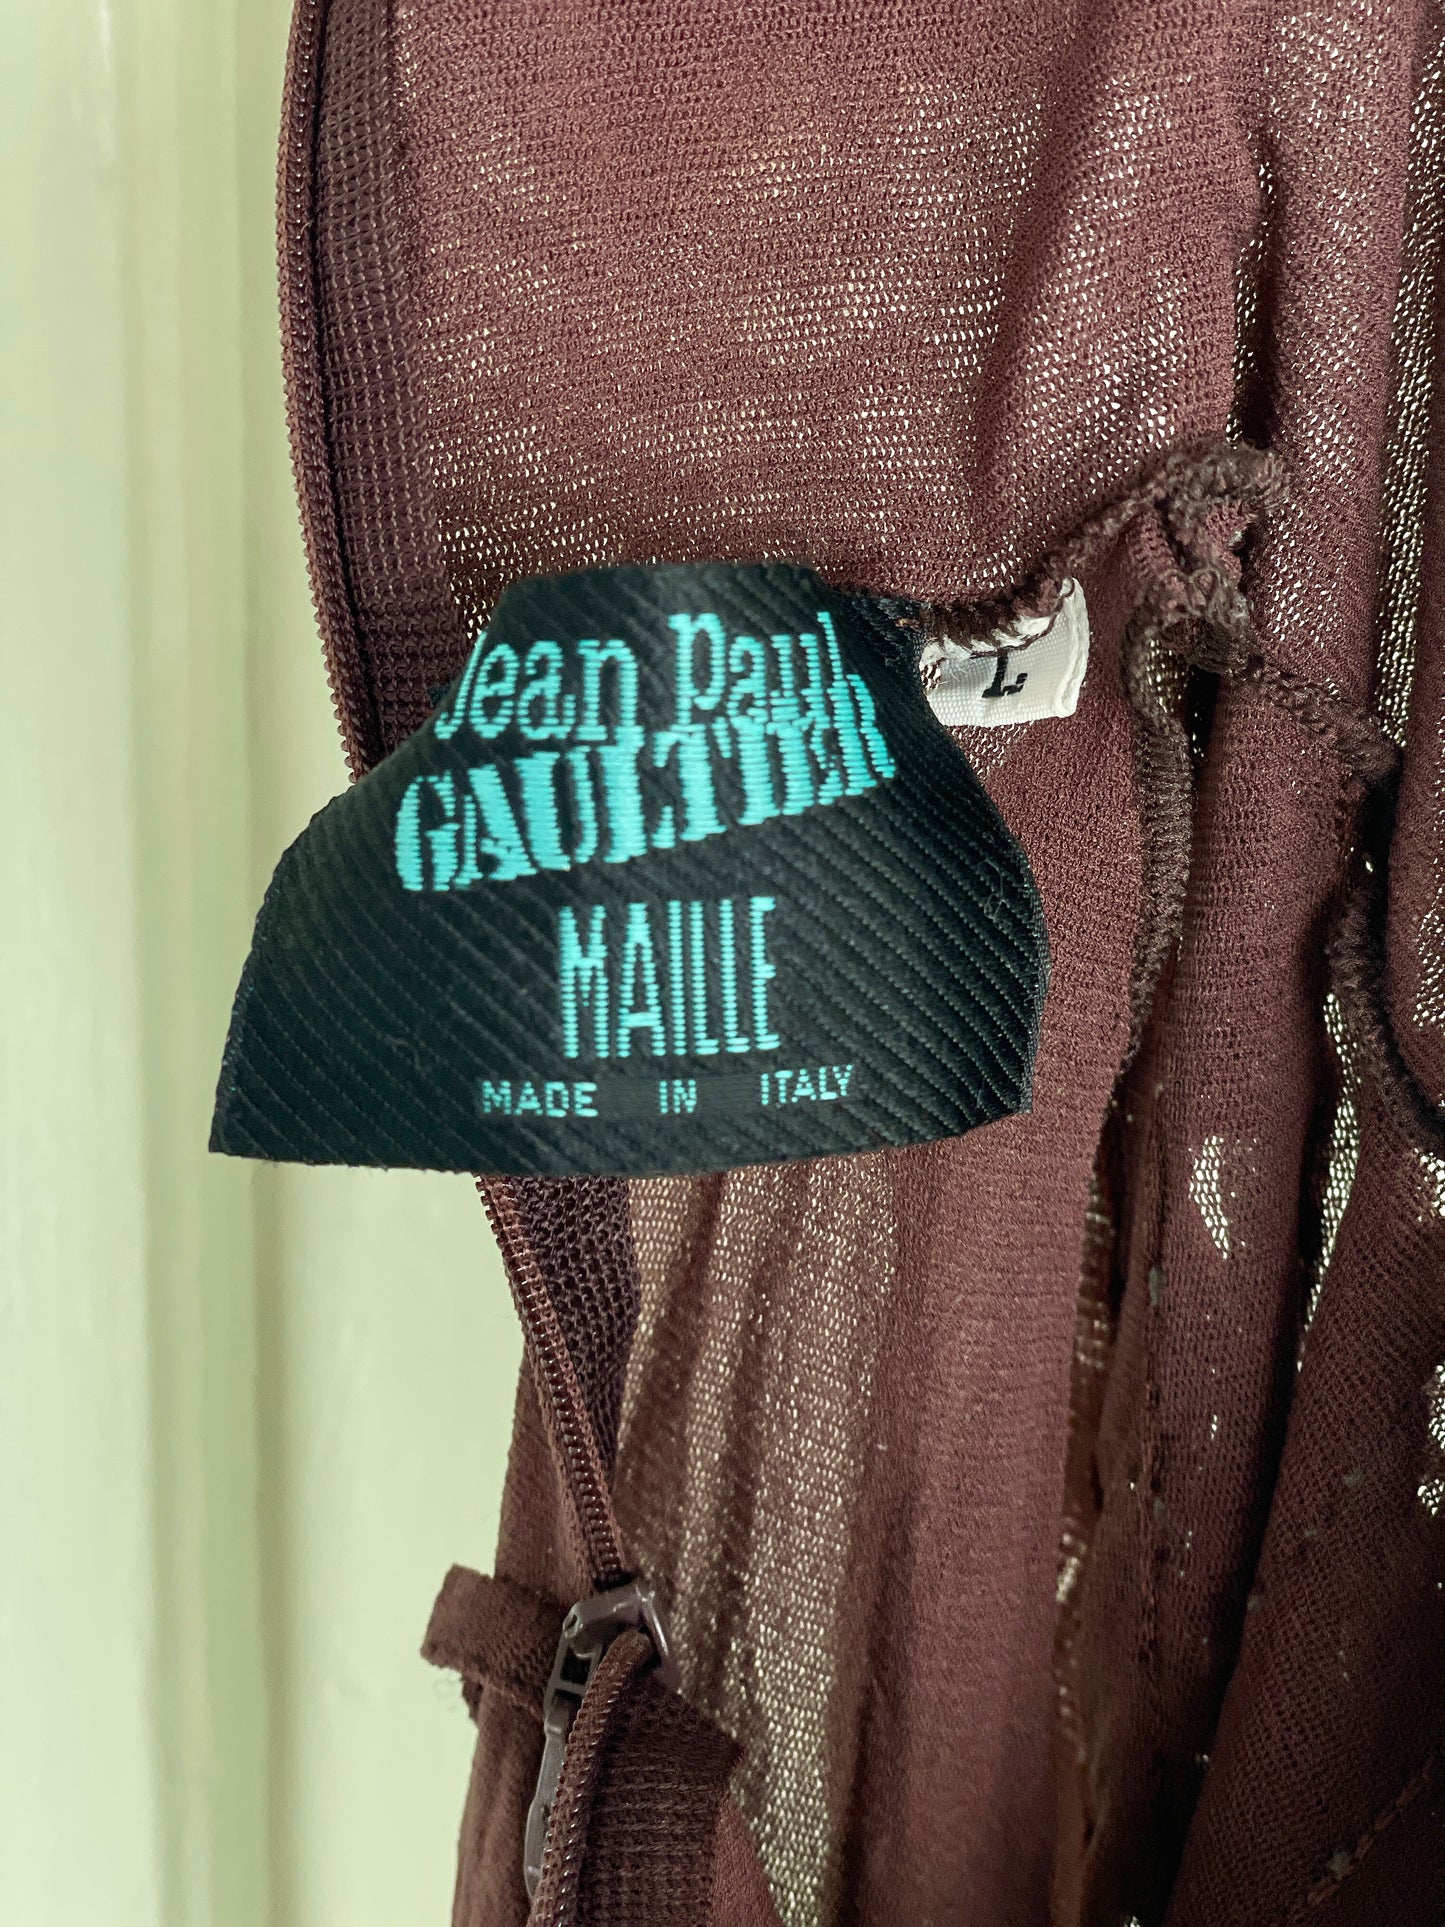 Jean Paul
GAULTIER
MAILLE
MADE IN ITALY
L